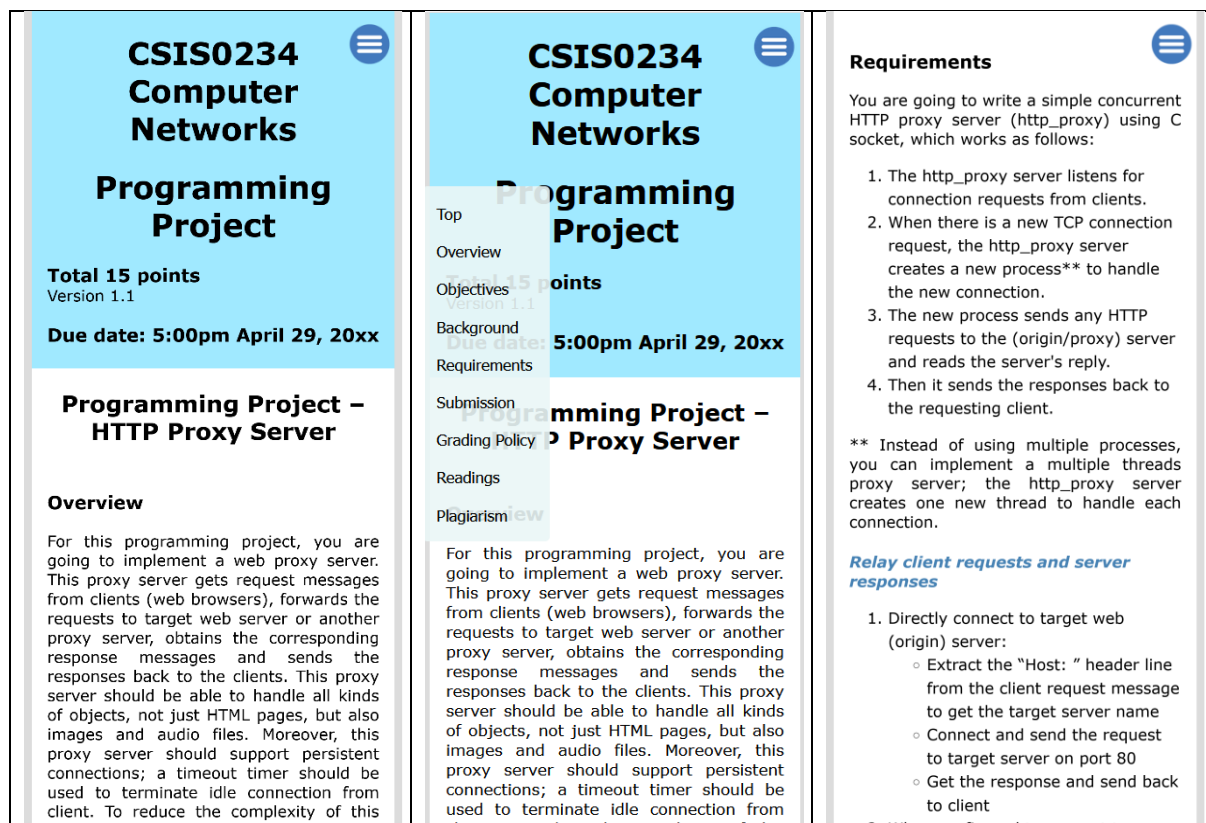 CSIS0234
Computer
Networks
Programming
Project
Total 15 points
Version 1.1
Due date: 5:00pm April 29, 20xx
Programming Project –
HTTP Proxy Server
Overview
For this programming project, you are
going to implement a web proxy server.
This proxy server gets request messages
from clients (web browsers), forwards the
requests to target web server or another
proxy server, obtains the corresponding
response messages and sends the
responses back to the clients. This proxy
server should be able to handle all kinds
of objects, not just HTML pages, but also
images and audio files. Moreover, this
proxy server should support persistent
connections; a timeout timer should be
used to terminate idle connection from
client. To reduce the complexity of this
CSIS0234
Computer
Networks
Programming
Project
Total 15 points
Version 1.1
Due date: 5:00pm April 29, 20xx
Programming Project –
HTTP Proxy Server
Overview
Top
Overview
Objectives
Background
Requirements
Submission
Grading Policy
Readings
Plagiarism
For this programming project, you are
going to implement a web proxy server.
This proxy server gets request messages
from clients (web browsers), forwards the
requests to target web server or another
proxy server, obtains the corresponding
response messages and sends the
responses back to the clients. This proxy
server should be able to handle all kinds
of objects, not just HTML pages, but also
images and audio files. Moreover, this
proxy server should support persistent
connections; a timeout timer should be
used to terminate idle connection from
Requirements
You are going to write a simple concurrent
HTTP proxy server (http_proxy) using C
socket, which works as follows:
1. The http_proxy server listens for
connection requests from clients.
2. When there is a new TCP connection
request, the http_proxy server
creates a new process** to handle
the new connection.
3. The new process sends any HTTP
requests to the (origin/proxy) server
and reads the server's reply.
4. Then it sends the responses back to
the requesting client.
** Instead of using multiple processes,
you can implement a multiple threads
proxy server; the http_proxy server
creates one new thread to handle each
connection.
Relay client requests and server
responses
1. Directly connect to target web
(origin) server:
◦ Extract the “Host: ” header line
from the client request message
to get the target server name
◦ Connect and send the request
to target server on port 80
◦ Get the response and send back
to client